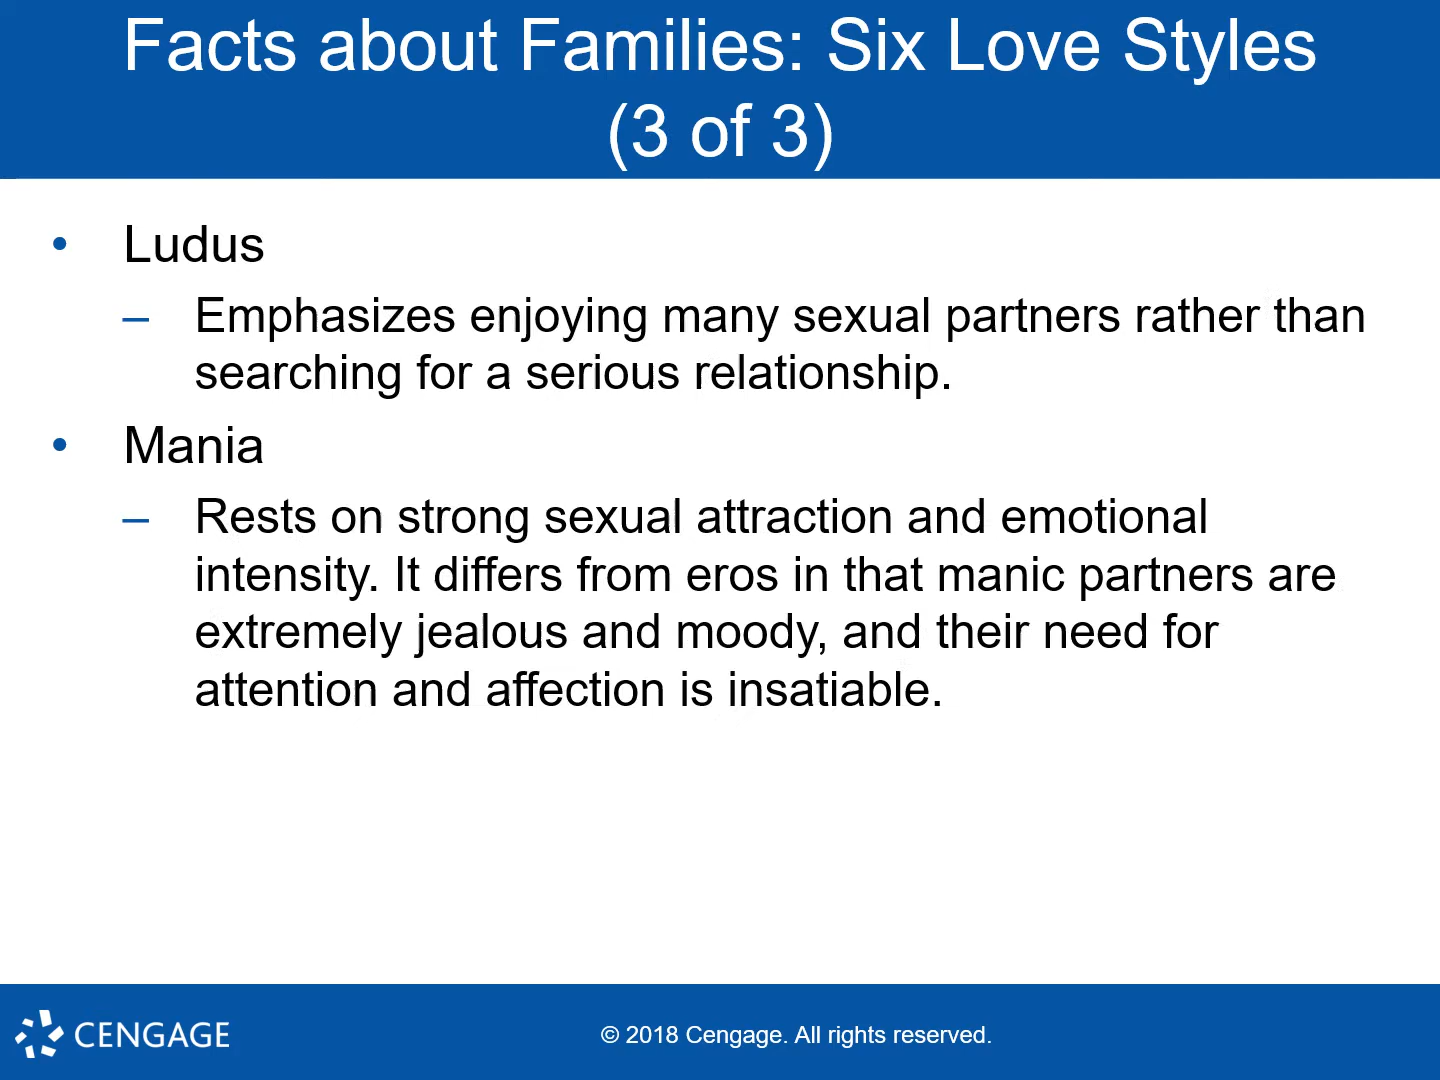 Facts about Families: Six Love Styles
(3 of 3)
• Ludus
– Emphasizes enjoying many sexual partners rather than
searching for a serious relationship.
• Mania
– Rests on strong sexual attraction and emotional
intensity. It differs from eros in that manic partners are
extremely jealous and moody, and their need for
attention and affection is insatiable.
CENGAGE
© 2018 Cengage. All rights reserved.